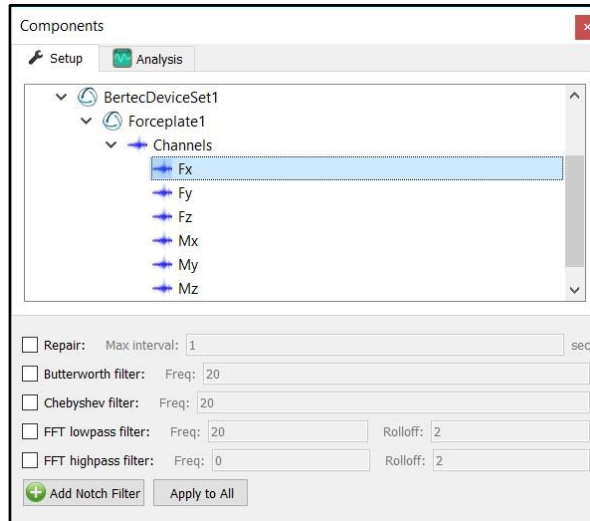 Components
Setup Analysis
BertecDeviceSet1
Forceplate1
Channels
Fx
Fy
Fz
Mx
My
Mz
Repair: Max interval: 1 sec
Butterworth filter: Freq: 20
Chebyshev filter: Freq: 20
FFT lowpass filter: Freq: 20 Rolloff: 2
FFT highpass filter: Freq: 0 Rolloff: 2
Add Notch Filter Apply to All